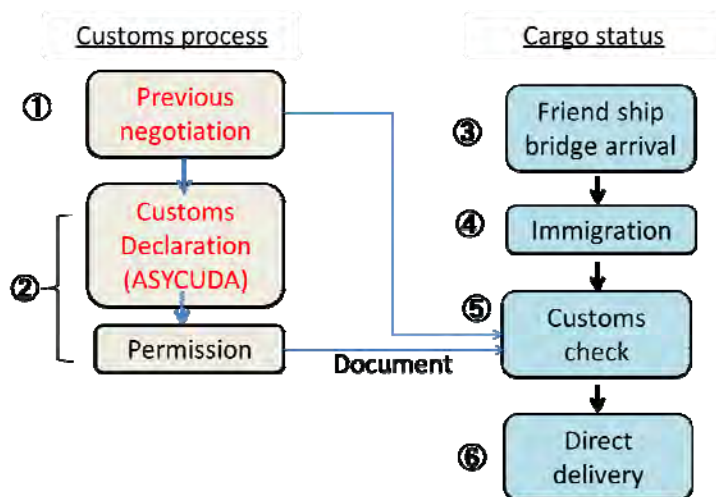 Customs process
Cargo status
①
Previous
negotiation
②
Customs
Declaration
(ASYCUDA)
Permission
Document
③
Friend ship
bridge arrival
④
Immigration
⑤
Customs
check
⑥
Direct
delivery